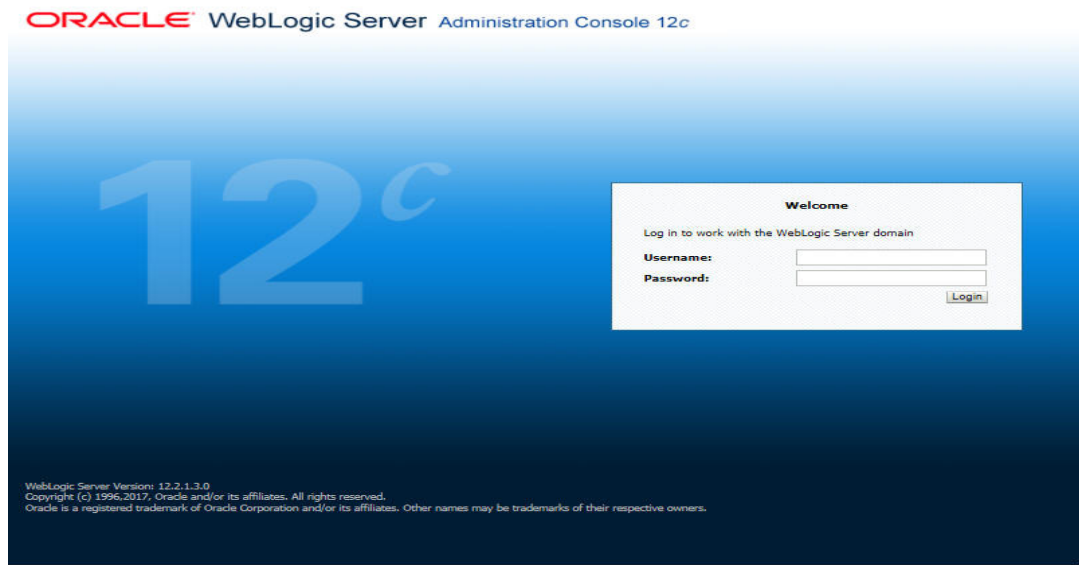 ORACLE WebLogic Server Administration Console 12c
12c
Welcome
Log in to work with the WebLogic Server domain
Username:
Password:
Login
WebLogic Server Version: 12.2.1.3.0
Copyright (c) 1996,2017, Oracle and/or its affiliates. All rights reserved.
Oracle is a registered trademark of Oracle Corporation and/or its affiliates. Other names may be trademarks of their respective owners.